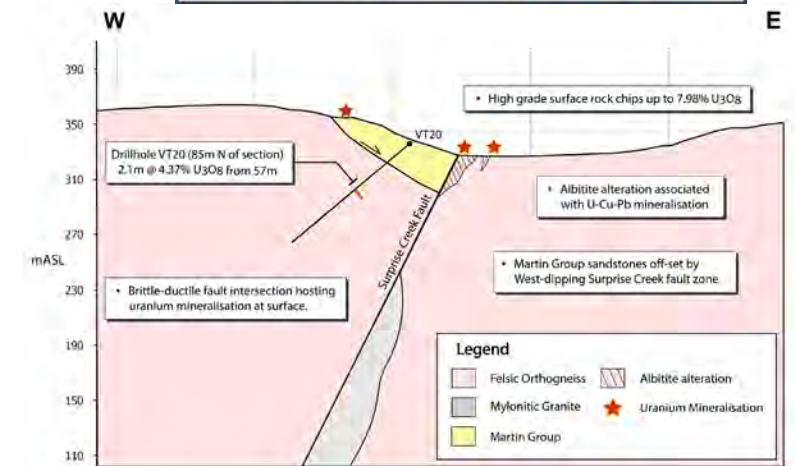 W
E
390
350
310
270
mASL
230
190
150
110
• High grade surface rock chips up to 7.98% U3O8
VT20
Drillhole VT20 (85m N of section)
2.1m @ 4.37% U3O8 from 57m
• Albitite alteration associated
with U-Cu-Pb mineralisation
Surprise Creek Fault
• Martin Group sandstones off-set by
West-dipping Surprise Creek fault zone
• Brittle-ductile fault intersection hosting
uranium mineralisation at surface.
Legend
Felsic Orthogneiss
Albitite alteration
Mylonitic Granite
Uranium Mineralisation
Martin Group